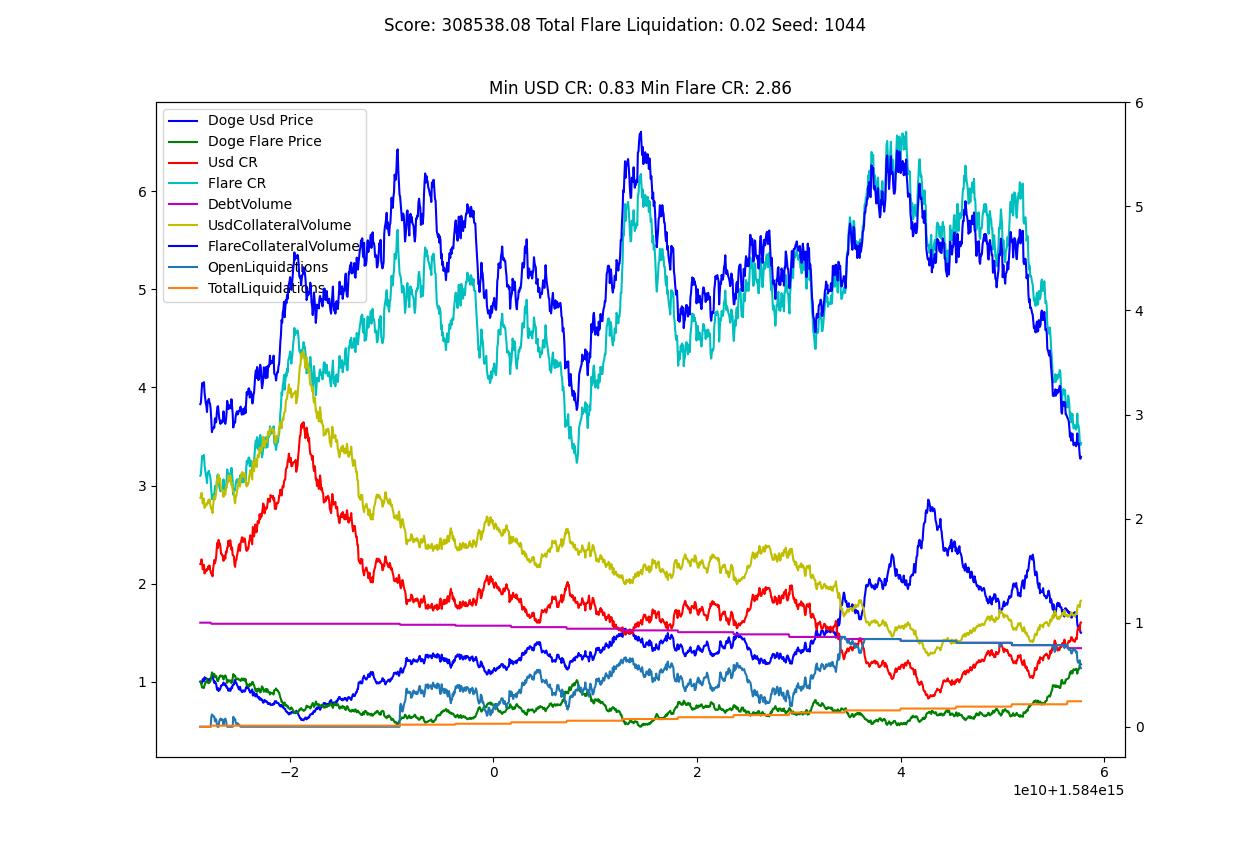 Score: 308538.08 Total Flare Liquidation: 0.02 Seed: 1044
Min USD CR: 0.83 Min Flare CR: 2.86
Doge Usd Price
Doge Flare Price
Usd CR
Flare CR
DebtVolume
UsdCollateralVolume
FlareCollateralVolume
OpenLiquidations
TotalLiquidations
6
5
4
3
2
1
6
5
4
3
2
1
0
−2
0
2
4
6
1e10+1.584e15